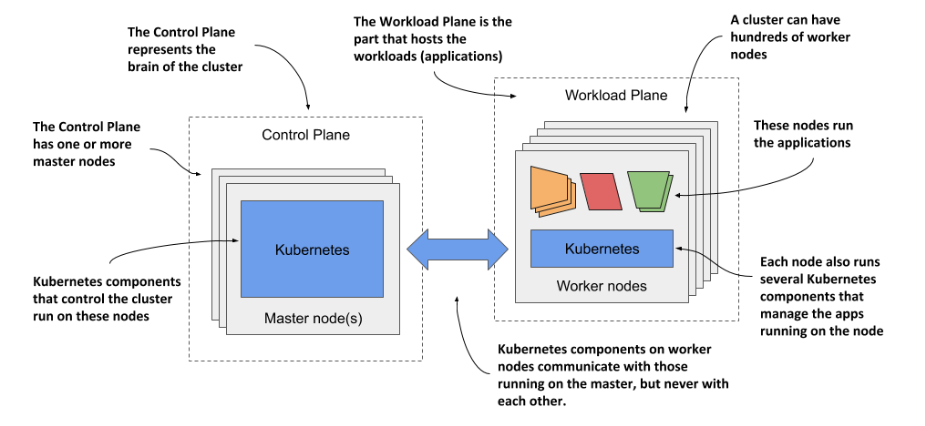 The Control Plane
represents the
brain of the cluster
The Workload Plane is the
part that hosts the
workloads (applications)
A cluster can have
hundreds of worker
nodes
The Control Plane
has one or more
master nodes
Control Plane
Workload Plane
These nodes run
the applications
Kubernetes
Kubernetes
Kubernetes components
that control the cluster
run on these nodes
Master node(s)
Worker nodes
Each node also runs
several Kubernetes
components that
manage the apps
running on the node
Kubernetes components on worker
nodes communicate with those
running on the master, but never with
each other.